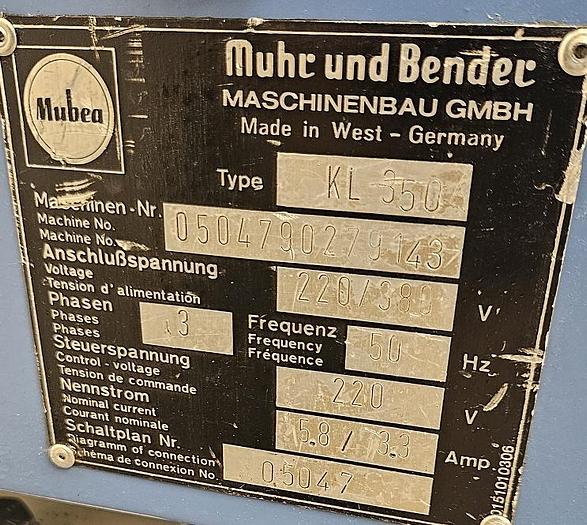 Mubea
Muhr und Bender
MASCHINENBAU GMBH
Made in West - Germany
Type KL 350
Maschinen-Nr.
Machine No.
Machine No. 0504790279143
Anschlußspannung
Voltage
Tension d'alimentation 220/380 V
Phasen
Phases
Phases 3
Frequenz
Frequency
Fréquence 50 Hz
Steuerspannung
Control-voltage
Tension de commande 220 V
Nennstrom
Nominal current
Courant nominale 5.8 / 3.3 Amp.
Schaltplan Nr.
Diagramm of connection
Schéma de connexion No. 05047
0151010306